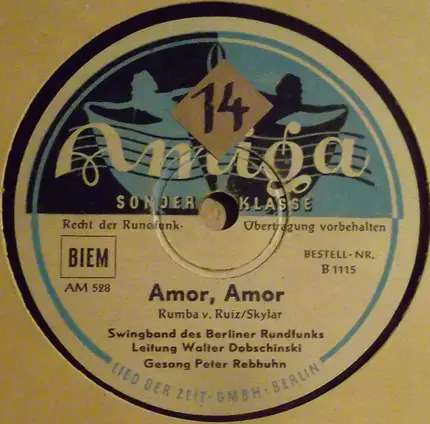 14
Amiga
SONDER KLASSE
Recht der Rundfunk- Übertragung vorbehalten
BIEM
BESTELL-NR.
B 1115
AM 528
Amor, Amor
Rumba v. Ruiz/Skylar
Swingband des Berliner Rundfunks
Leitung Walter Dobschinski
Gesang Peter Rebhuhn
LIED DER ZEIT-GMBH-BERLIN